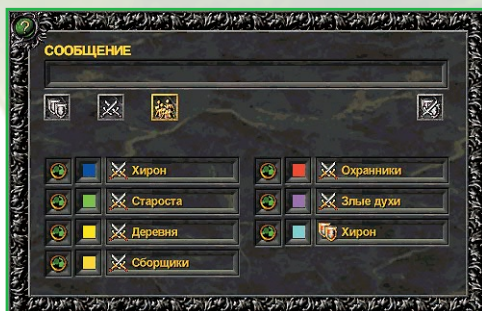 СООБЩЕНИЕ
Хирон
Охранники
Староста
Злые духи
Деревня
Хирон
Сборщики